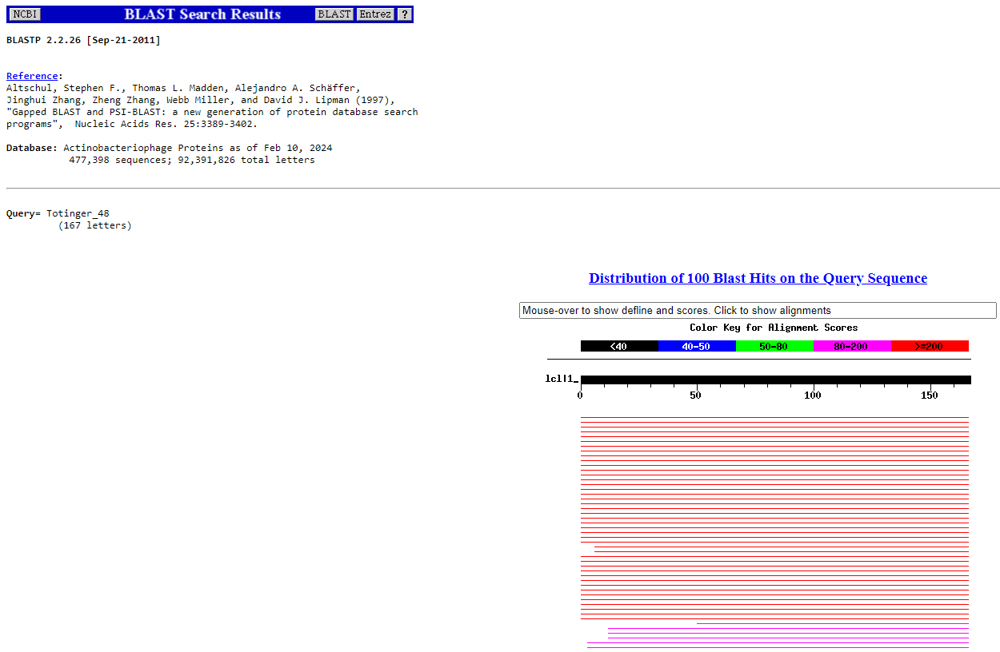 NCBI BLAST Search Results BLAST Entrez ?
BLASTP 2.2.26 [Sep-21-2011]
Reference:
Altschul, Stephen F., Thomas L. Madden, Alejandro A. Schäffer,
Jinghui Zhang, Zheng Zhang, Webb Miller, and David J. Lipman (1997),
"Gapped BLAST and PSI-BLAST: a new generation of protein database search
programs",  Nucleic Acids Res. 25:3389-3402.
Database: Actinobacteriophage Proteins as of Feb 10, 2024
477,398 sequences; 92,391,826 total letters
Query= Totinger_48
(167 letters)
Distribution of 100 Blast Hits on the Query Sequence
Mouse-over to show defline and scores. Click to show alignments
Color Key for Alignment Scores
<40 40-50 50-80 80-200 >=200
lcl|1_
0 50 100 150